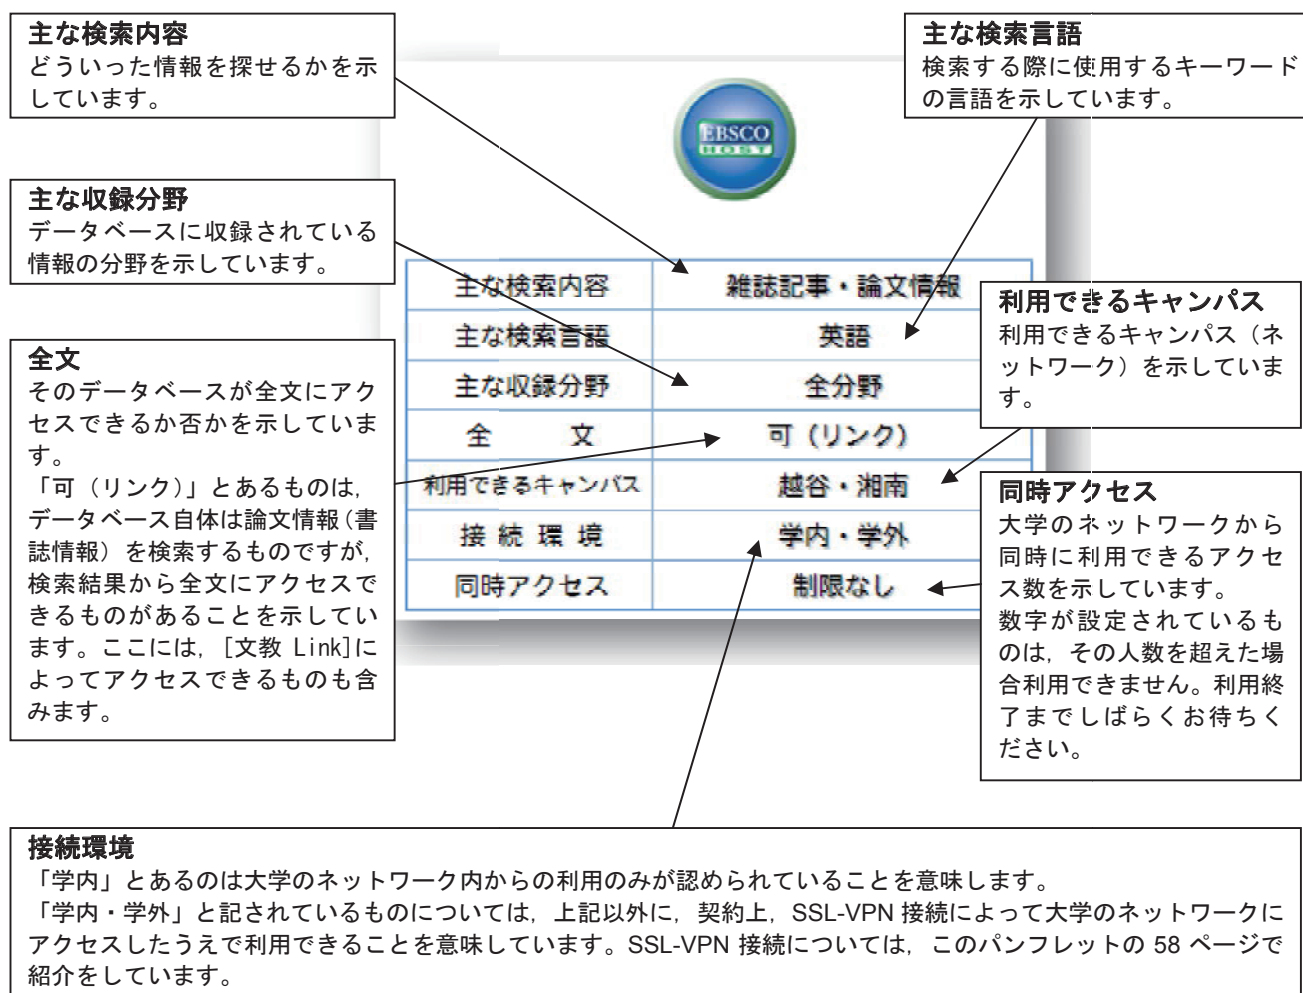 主な検索内容
どういった情報を探せるかを示
しています。
主な検索言語
検索する際に使用するキーワード
の言語を示しています。
EBSCO
HOST
主な収録分野
データベースに収録されている
情報の分野を示しています。
主な検索内容 雑誌記事・論文情報
主な検索言語 英語
主な収録分野 全分野
全 文 可（リンク）
利用できるキャンパス 越谷・湘南
接 続 環 境 学内・学外
同時アクセス 制限なし
利用できるキャンパス
利用できるキャンパス（ネ
ットワーク）を示していま
す。
全文
そのデータベースが全文にアク
セスできるか否かを示していま
す。
「可（リンク）」とあるものは，
データベース自体は論文情報（書
誌情報）を検索するものですが，
検索結果から全文にアクセスで
きるものがあることを示してい
ます。ここには，[文教 Link]に
よってアクセスできるものも含
みます。
同時アクセス
大学のネットワークから
同時に利用できるアクセ
ス数を示しています。
数字が設定されているも
のは，その人数を超えた場
合利用できません。利用終
了までしばらくお待ちく
ださい。
接続環境
「学内」とあるのは大学のネットワーク内からの利用のみが認められていることを意味します。
「学内・学外」と記されているものについては，上記以外に，契約上，SSL-VPN 接続によって大学のネットワークに
アクセスしたうえで利用できることを意味しています。SSL-VPN 接続については，このパンフレットの 58 ページで
紹介をしています。